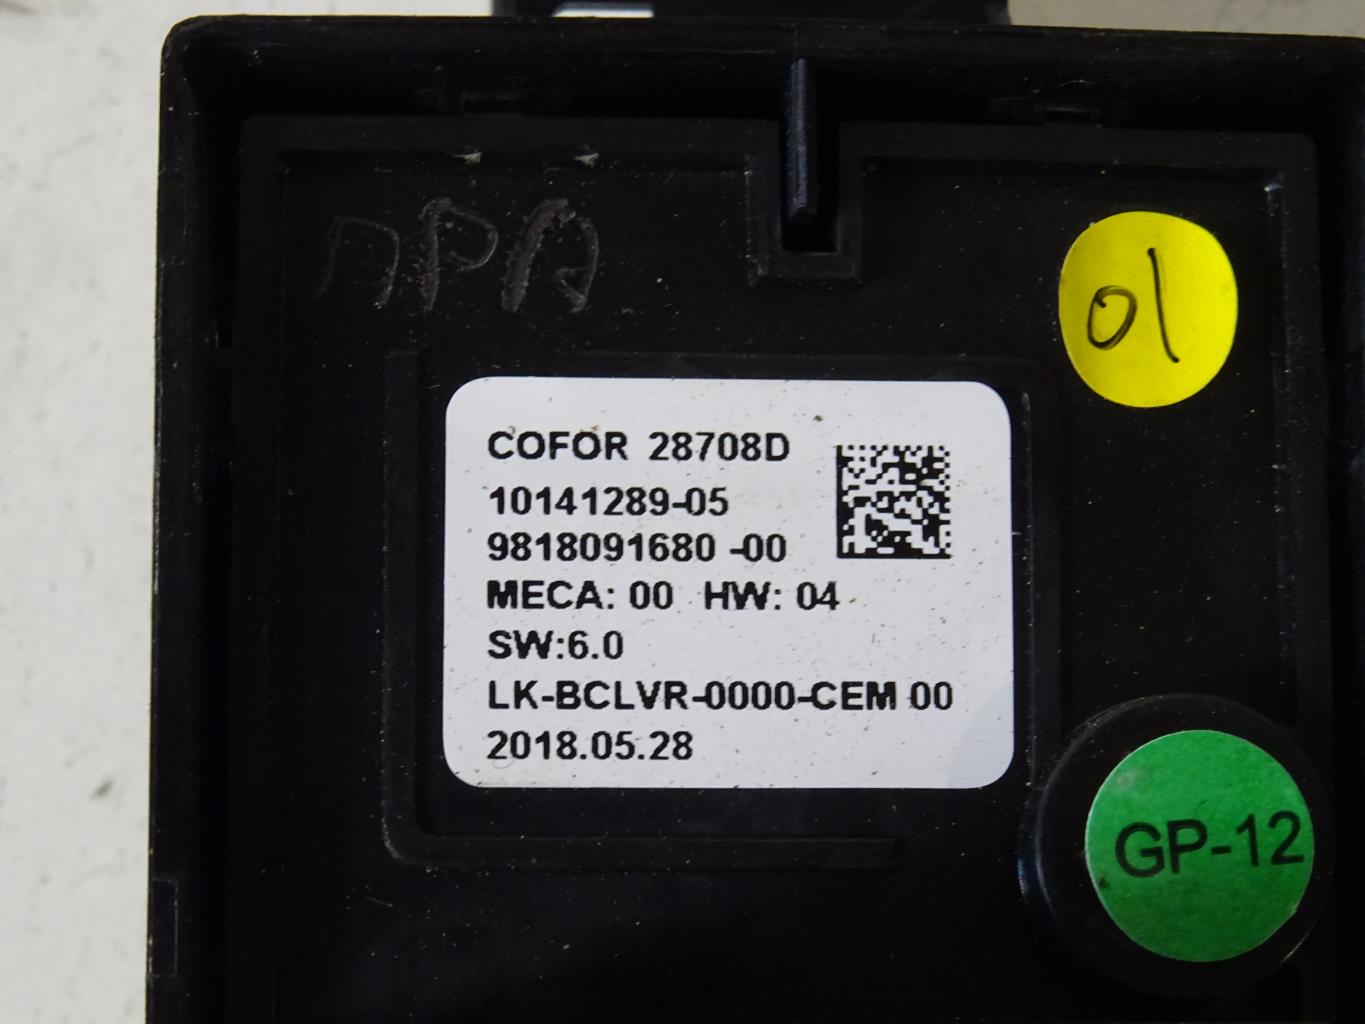 01
COFOR 28708D
10141289-05
9818091680 -00
MECA: 00 HW: 04
SW:6.0
LK-BCLVR-0000-CEM 00
2018.05.28
GP-12